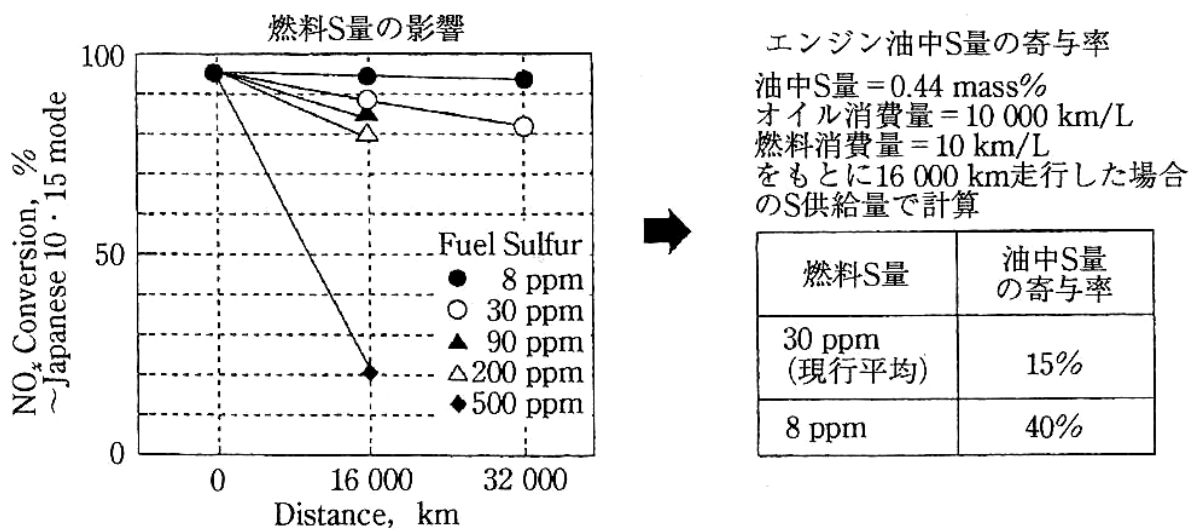 燃料S量の影響
100
50
0
NOx Conversion, %
~Japanese 10・15 mode
Fuel Sulfur
● 8 ppm
○ 30 ppm
▲ 90 ppm
△ 200 ppm
◆ 500 ppm
0 16 000 32 000
Distance, km
エンジン油中S量の寄与率
油中S量=0.44 mass%
オイル消費量=10 000 km/L
燃料消費量=10 km/L
をもとに16 000 km走行した場合
のS供給量で計算
燃料S量
油中S量
の寄与率
30 ppm
(現行平均)
15%
8 ppm
40%